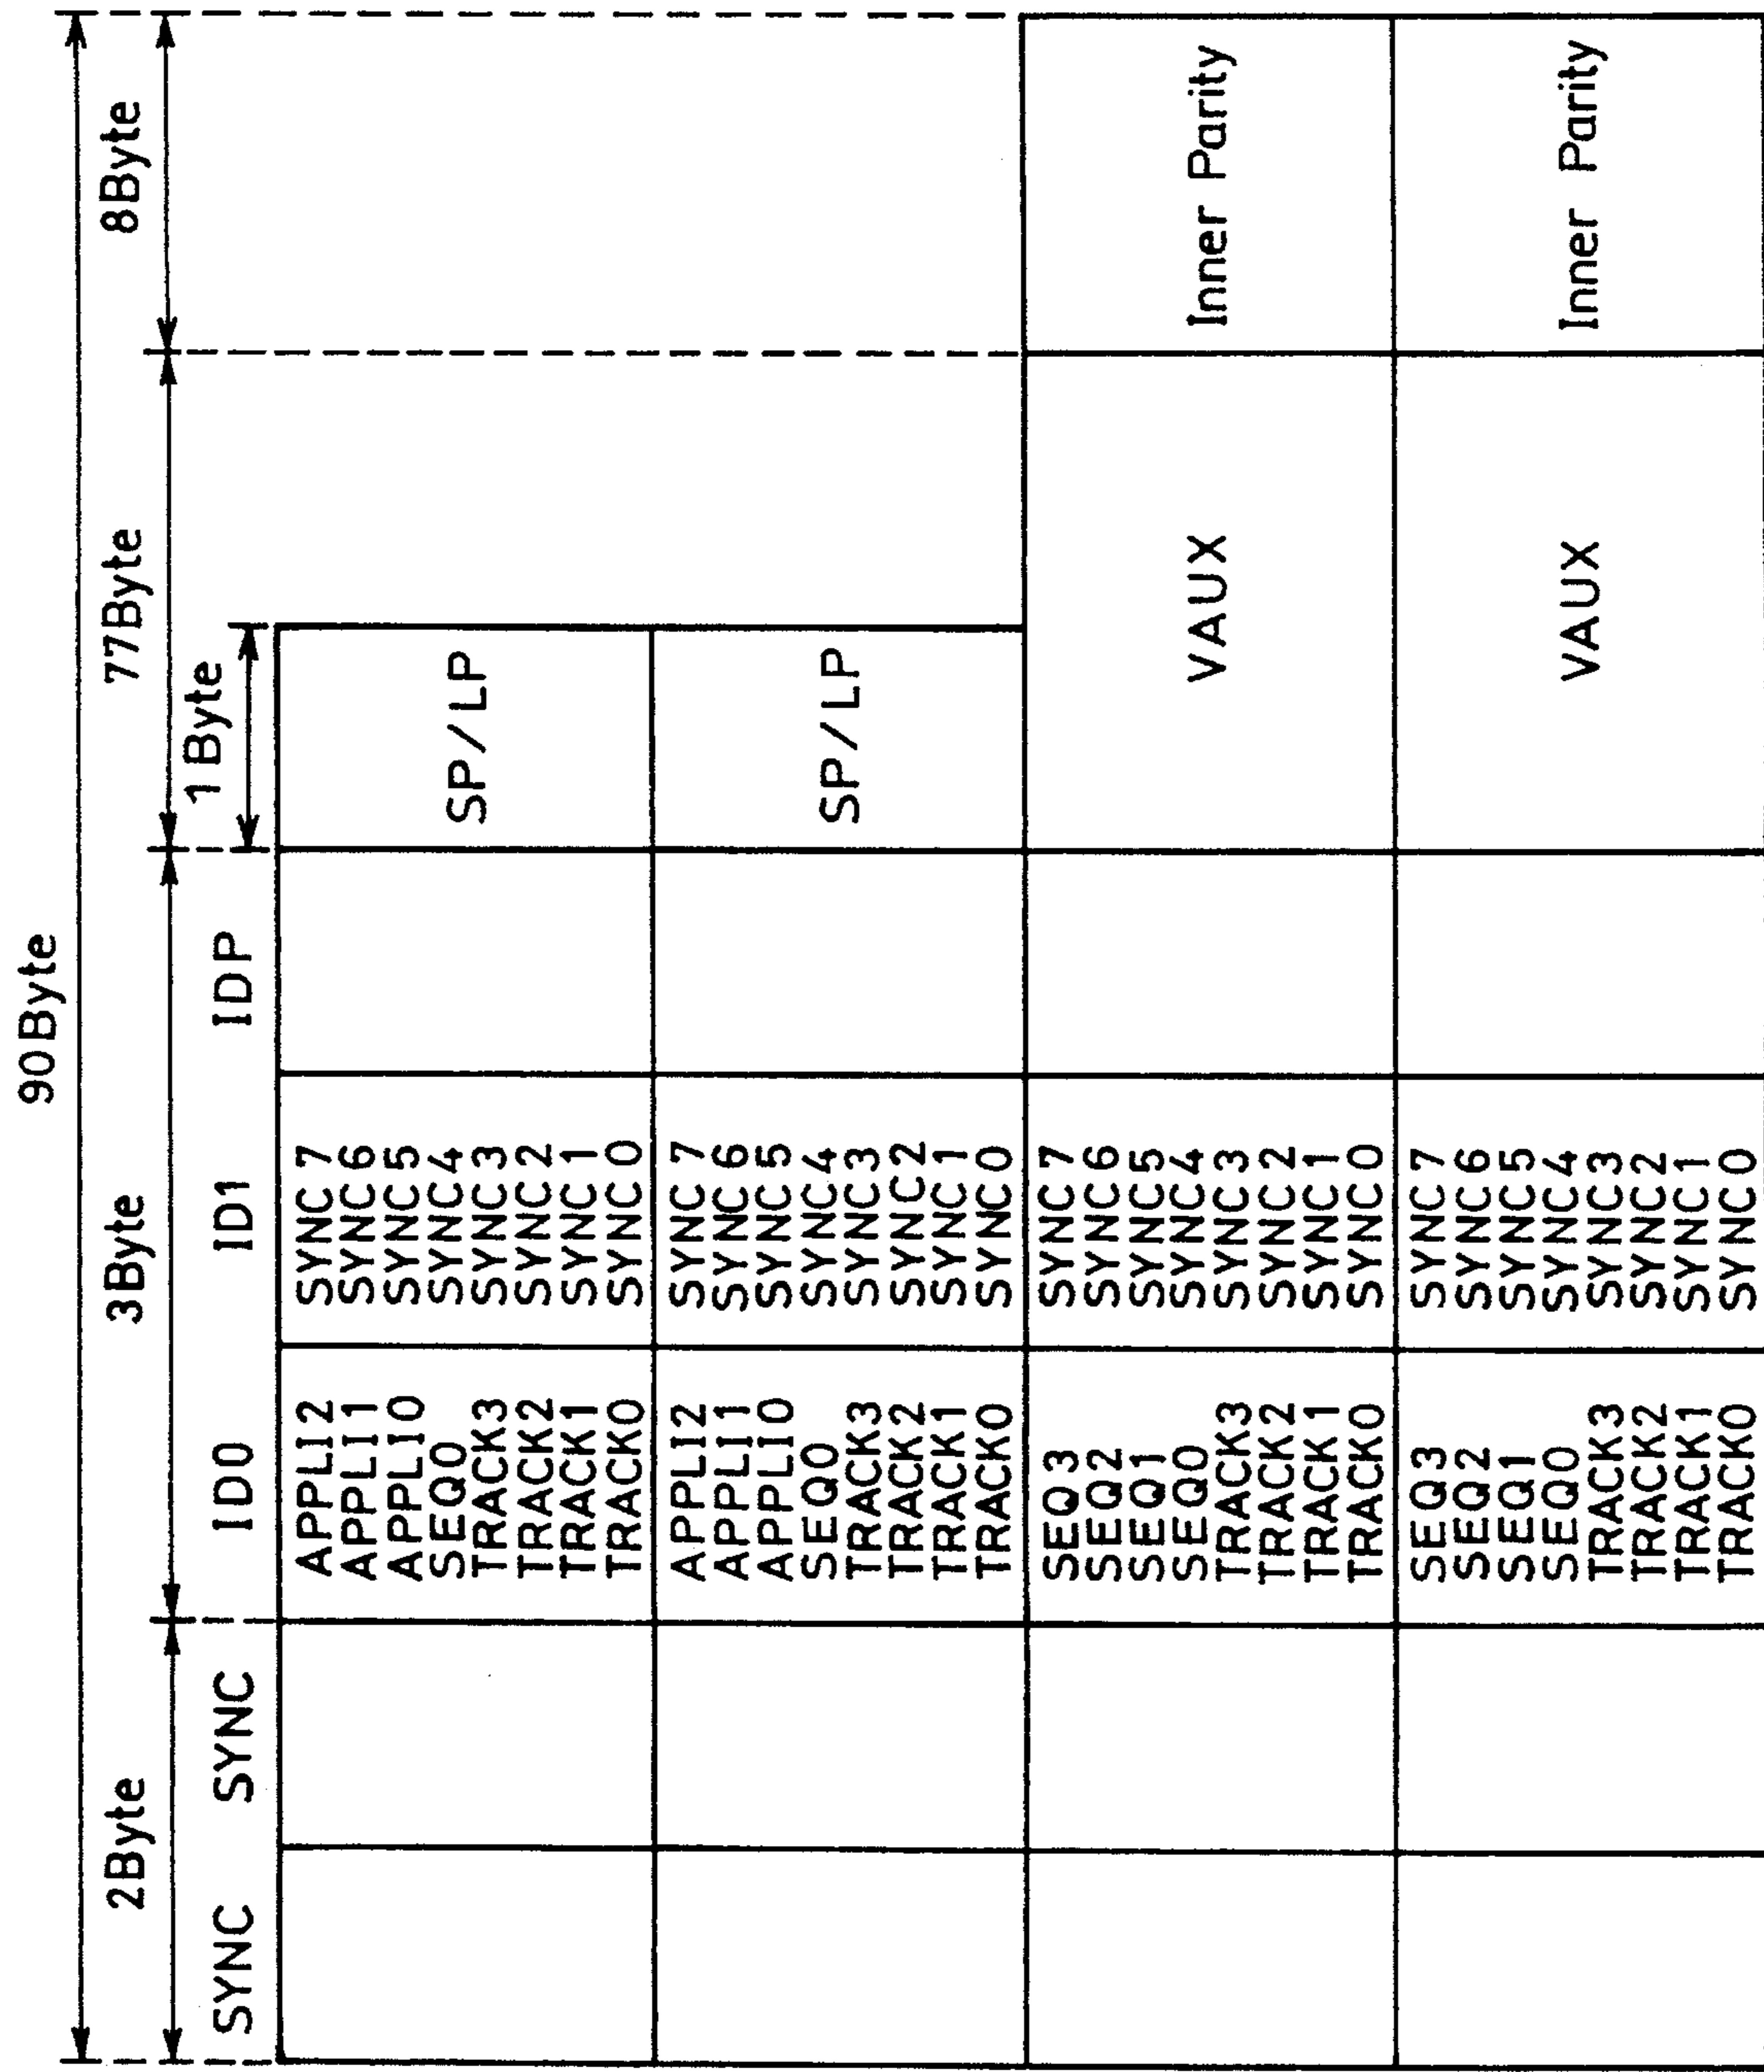 90Byte
2Byte
3Byte
77Byte
8Byte
1Byte
SYNC
SYNC
ID0
ID1
IDP
APPLI2
APPLI1
APPLI0
SEQ0
TRACK3
TRACK2
TRACK1
TRACK0
SYNC7
SYNC6
SYNC5
SYNC4
SYNC3
SYNC2
SYNC1
SYNC0
SP/LP
APPLI2
APPLI1
APPLI0
SEQ0
TRACK3
TRACK2
TRACK1
TRACK0
SYNC7
SYNC6
SYNC5
SYNC4
SYNC3
SYNC2
SYNC1
SYNC0
SP/LP
SEQ3
SEQ2
SEQ1
SEQ0
TRACK3
TRACK2
TRACK1
TRACK0
SYNC7
SYNC6
SYNC5
SYNC4
SYNC3
SYNC2
SYNC1
SYNC0
VAUX
Inner Parity
SEQ3
SEQ2
SEQ1
SEQ0
TRACK3
TRACK2
TRACK1
TRACK0
SYNC7
SYNC6
SYNC5
SYNC4
SYNC3
SYNC2
SYNC1
SYNC0
VAUX
Inner Parity